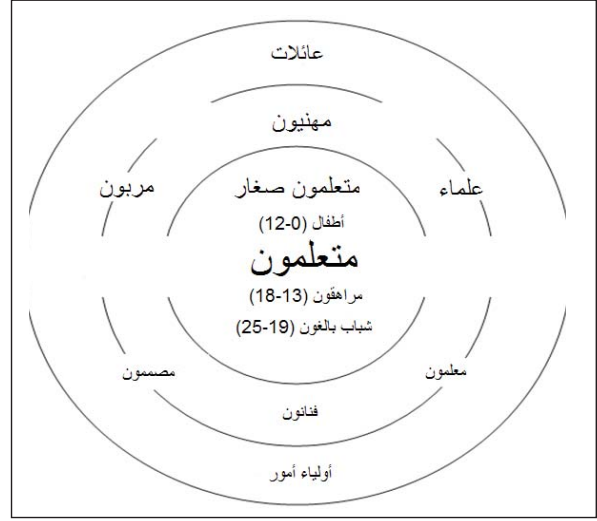 عائلات
مهنيون
علماء
مربون
متعلمون صغار
أطفال (0-12)
متعلمون
مراهقون (13-18)
شباب بالغون (19-25)
معلمون
مصممون
فنانون
أولياء أمور